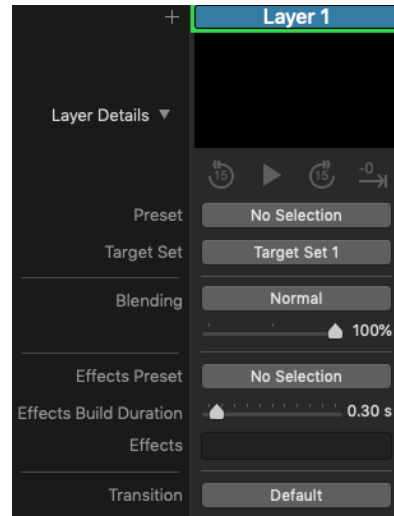 + Layer 1
Layer Details ▼
15 15 -0
Preset No Selection
Target Set Target Set 1
Blending Normal
100%
Effects Preset No Selection
Effects Build Duration 0.30 s
Effects
Transition Default